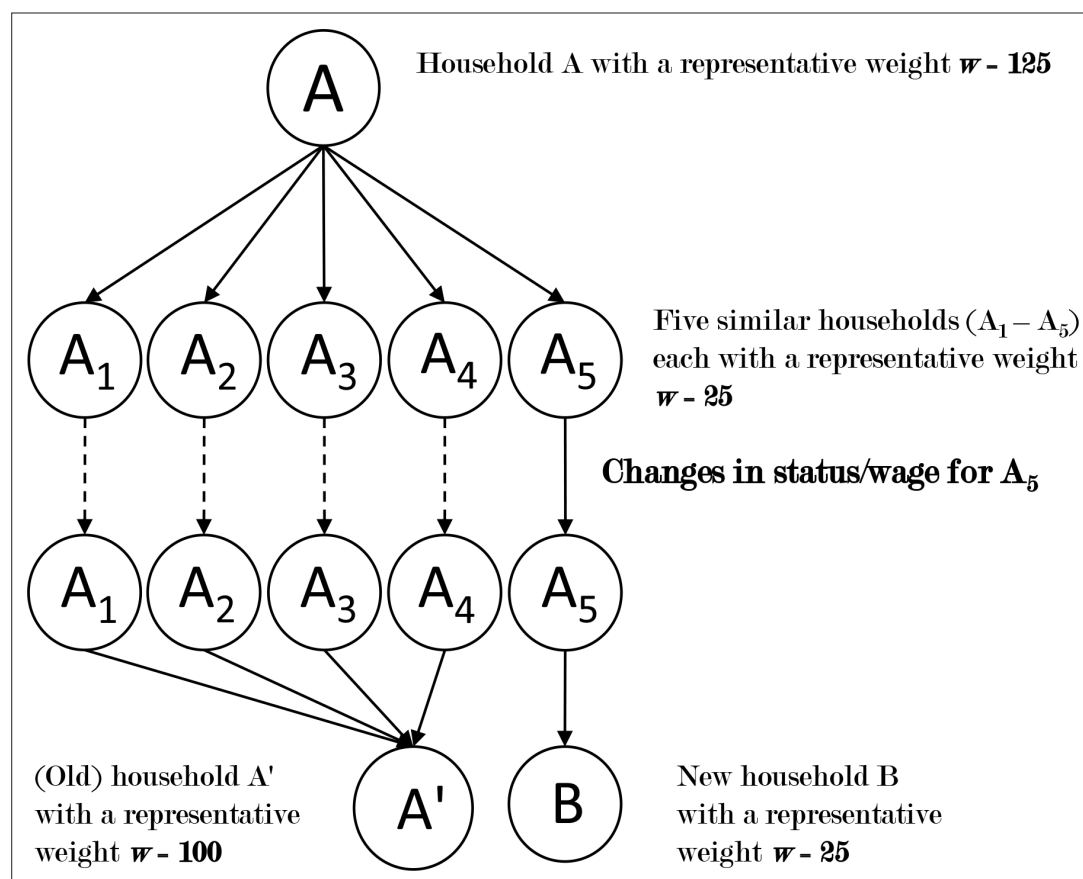 A
Household A with a representative weight w - 125
A₁ A₂ A₃ A₄ A₅
Five similar households (A₁ – A₅)
each with a representative weight
w - 25
Changes in status/wage for A₅
A₁ A₂ A₃ A₄ A₅
(Old) household A'
with a representative
weight w - 100
A'
B
New household B
with a representative
weight w - 25